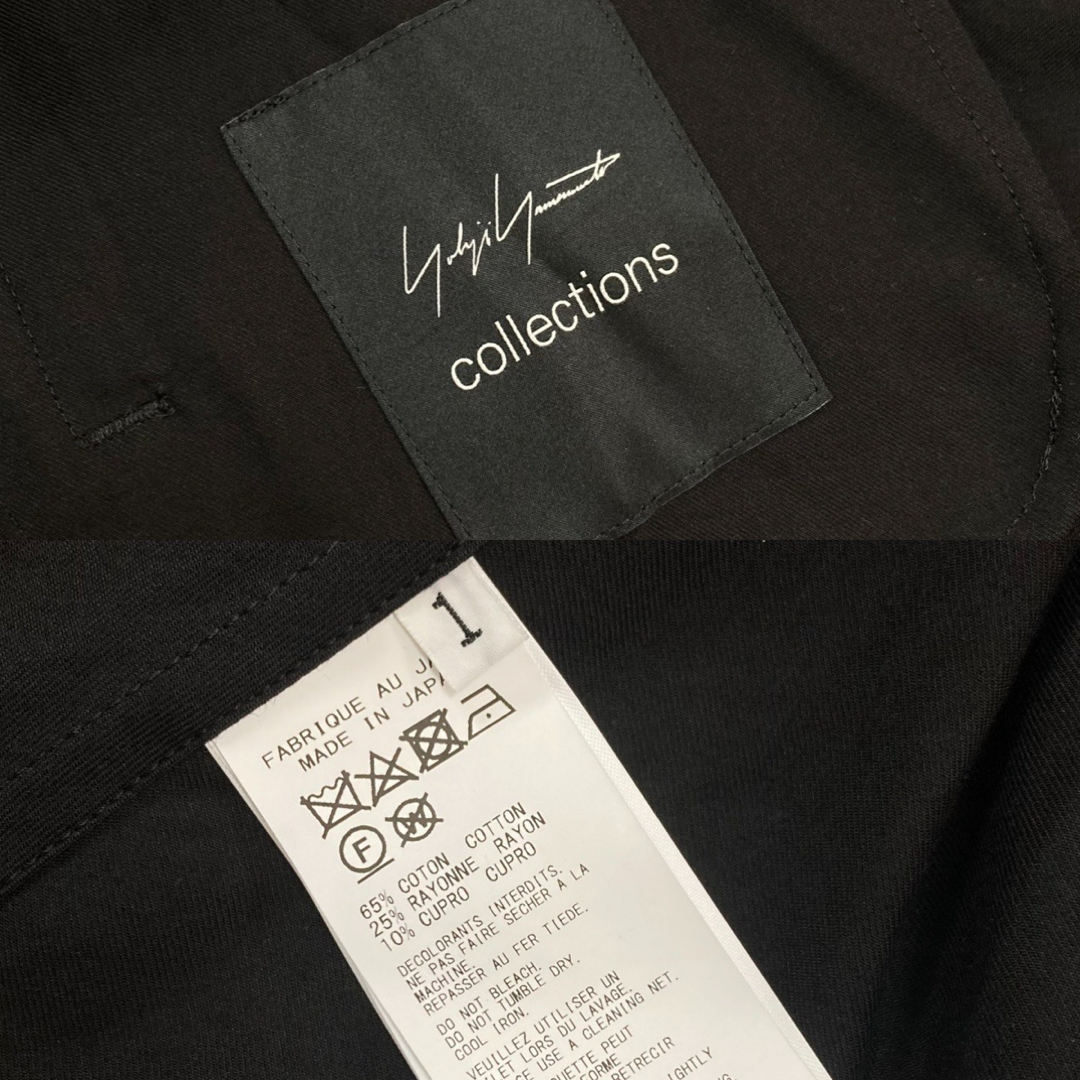 Yohji Yamamoto
collections
1
FABRIQUE AU
MADE IN
F
W
65% COTON COTTON
25% RAYONNE RAYON
10% CUPRO CUPRO
DECOLORANTS INTERDITS.
NE PAS FAIRE SECHER A LA
MACHINE.
REPASSER AU FER TIEDE.
DO NOT BLEACH.
DO NOT TUMBLE DRY.
COOL IRON.
VEUILLEZ UTILISER UN
LORS DU LAVAGE.
USE A CLEANING NET.
PEUT
RETRECIR